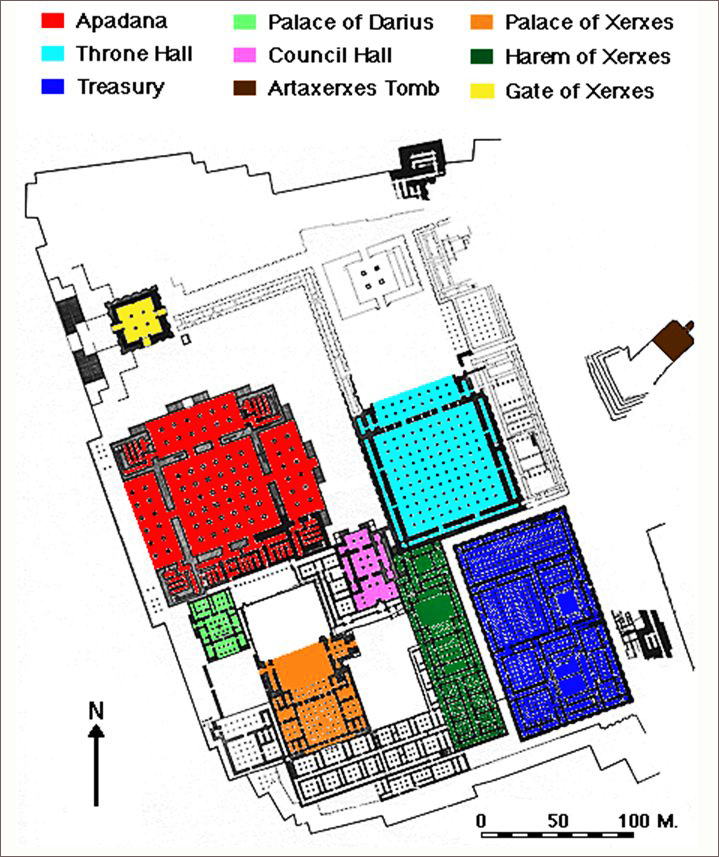 Apadana
Palace of Darius
Palace of Xerxes
Throne Hall
Council Hall
Harem of Xerxes
Treasury
Artaxerxes Tomb
Gate of Xerxes
N
0 50 100 M.